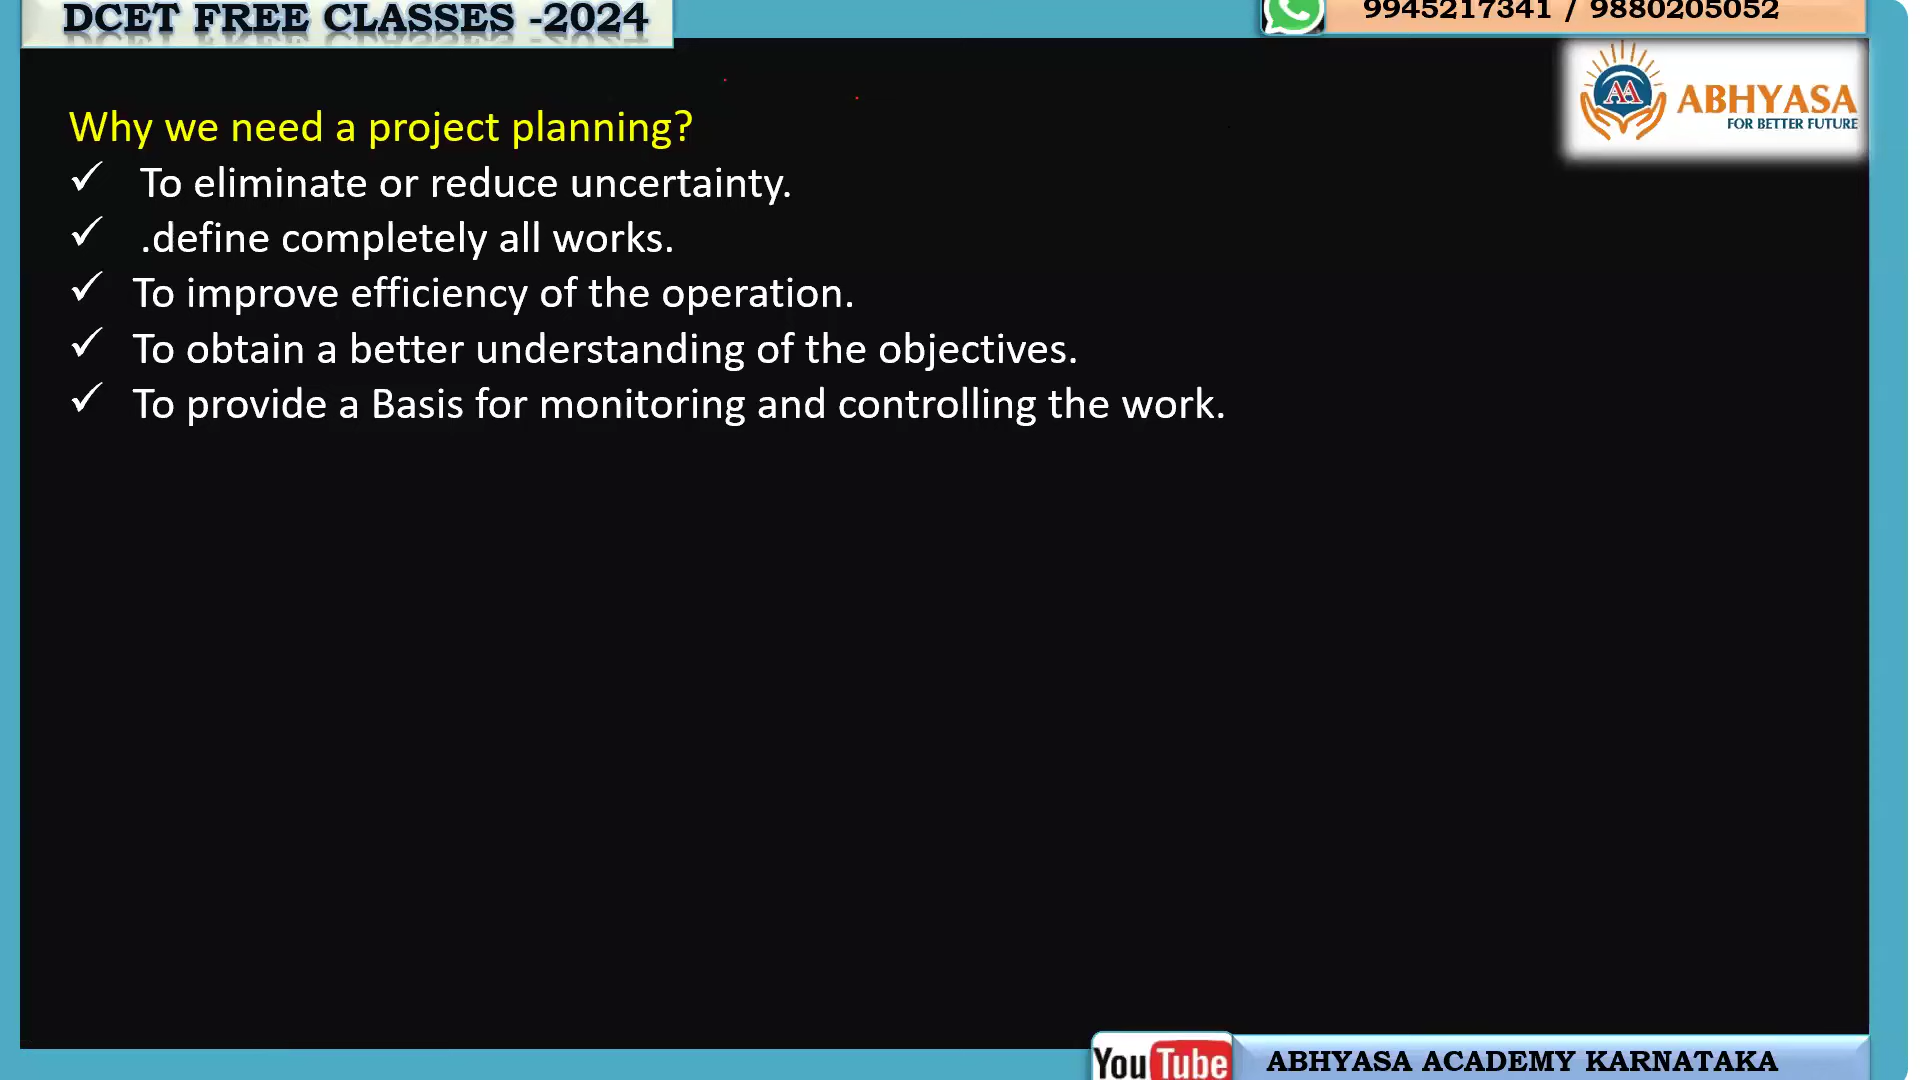 DCET FREE CLASSES -2024
9945217341 / 9880205052
AA ABHYASA
FOR BETTER FUTURE
Why we need a project planning?
✓ To eliminate or reduce uncertainty.
✓ .define completely all works.
✓ To improve efficiency of the operation.
✓ To obtain a better understanding of the objectives.
✓ To provide a Basis for monitoring and controlling the work.
YouTube ABHYASA ACADEMY KARNATAKA